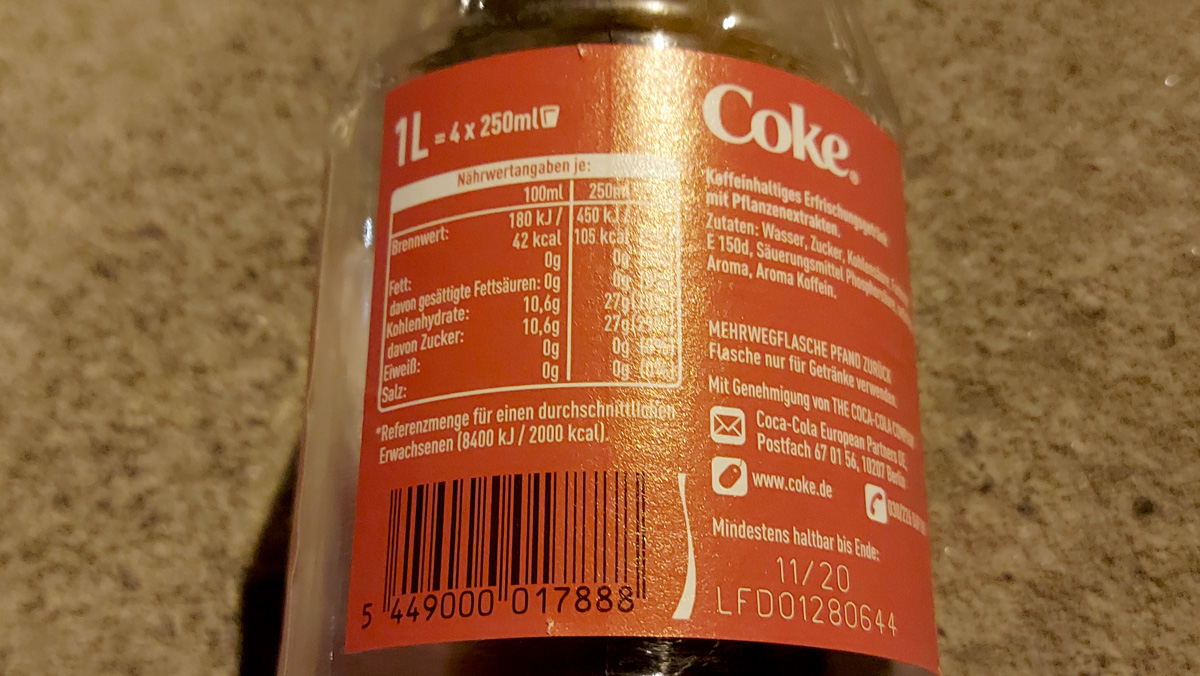 1L = 4 x 250ml
Nährwertangaben je:
100ml 250ml
Brennwert: 180 kJ / 450 kJ /
42 kcal 105 kcal
Fett: 0g 0g
davon gesättigte Fettsäuren: 0g 0g
Kohlenhydrate: 10,6g 27g
davon Zucker: 10,6g 27g
Eiweiß: 0g 0g (0%)
Salz: 0g 0g (0%)
*Referenzmenge für einen durchschnittlichen
Erwachsenen (8400 kJ / 2000 kcal).
5 449000 017888
Coke®
Koffeinhaltiges Erfrischungsgetränk
mit Pflanzenextrakten.
Zutaten: Wasser, Zucker, Kohlensäure,
E 150d, Säuerungsmittel Phosphorsäure,
Aroma, Aroma Koffein.
MEHRWEGFLASCHE PFAND ZURÜCK
Flasche nur für Getränke verwenden
Mit Genehmigung von THE COCA-COLA COMPANY
Coca-Cola European Partners DE,
Postfach 67 01 56, 10207 Berlin
www.coke.de
Mindestens haltbar bis Ende:
11/20
LFD01280644